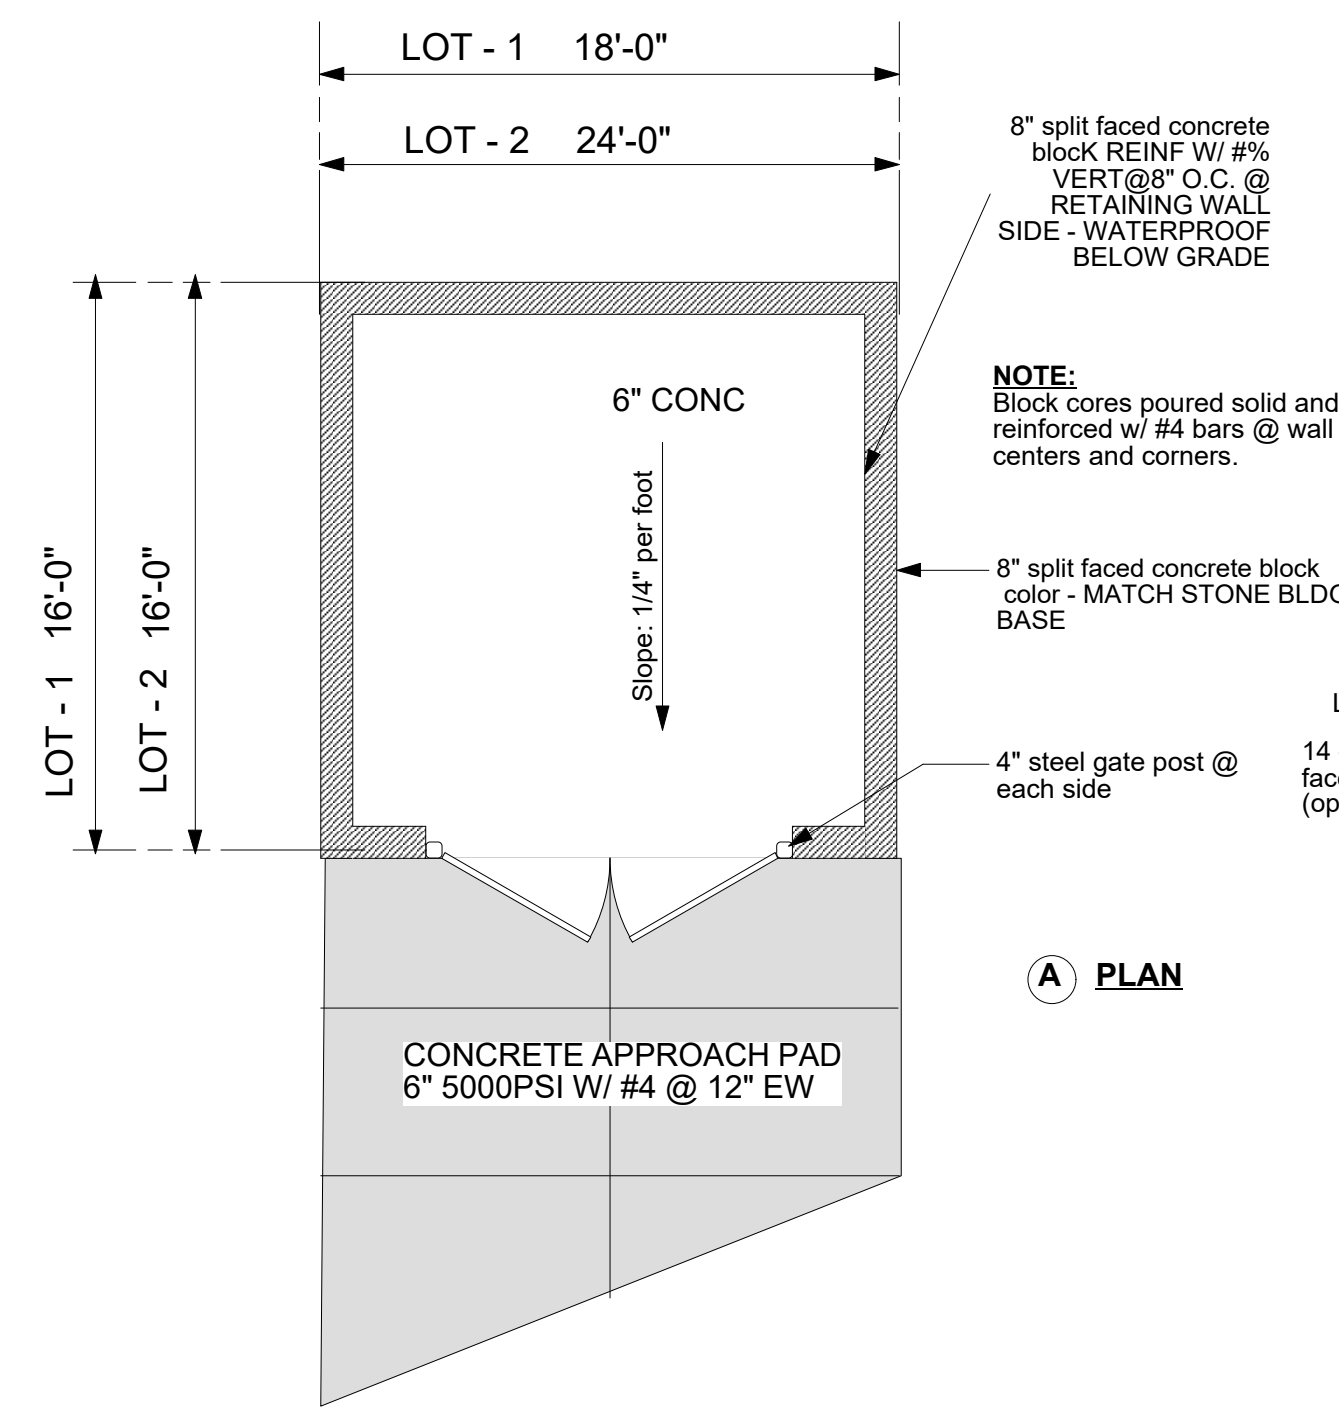 LOT - 1 18'-0"
LOT - 2 24'-0"
8" split faced concrete
blocK REINF W/ #%
VERT@8" O.C. @
RETAINING WALL
SIDE - WATERPROOF
BELOW GRADE
6" CONC
NOTE:
Block cores poured solid and
reinforced w/ #4 bars @ wall
centers and corners.
Slope: 1/4" per foot
LOT - 1 16'-0"
LOT - 2 16'-0"
8" split faced concrete block
color - MATCH STONE BLDG
BASE
4" steel gate post @
each side
L
14
face
(op
A PLAN
CONCRETE APPROACH PAD
6" 5000PSI W/ #4 @ 12" EW